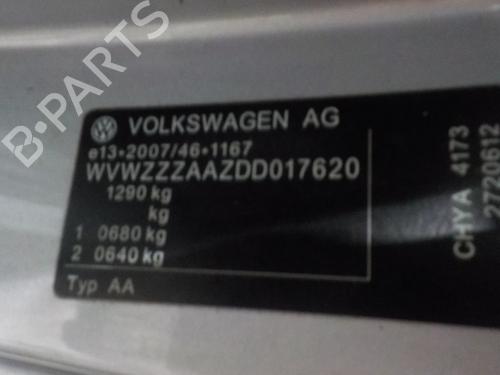 B-PARTS
VOLKSWAGEN AG
e13*2007/46*1167
WVWZZZAAZDD017620
1290 kg
kg
1 0680 kg
2 0640 kg
Typ AA
CHYA 4173
2720612